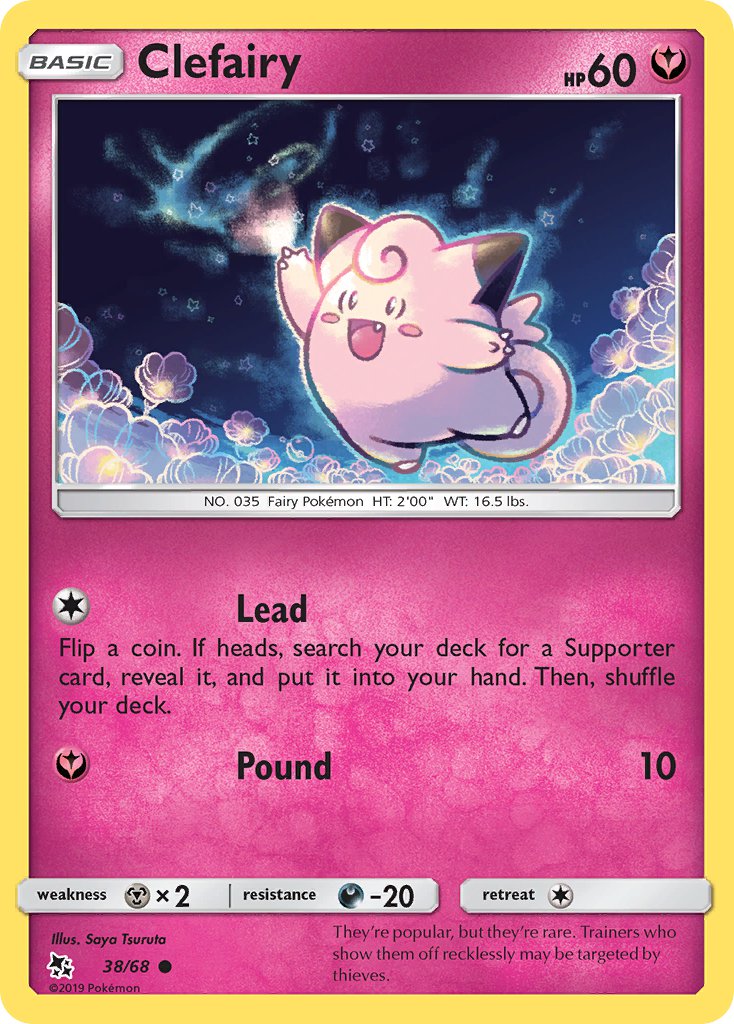 BASIC Clefairy HP60
NO. 035 Fairy Pokémon HT: 2'00" WT: 16.5 lbs.
Lead
Flip a coin. If heads, search your deck for a Supporter
card, reveal it, and put it into your hand. Then, shuffle
your deck.
Pound 10
weakness ×2 resistance -20 retreat
Illus. Saya Tsuruta
38/68
©2019 Pokémon
They're popular, but they're rare. Trainers who
show them off recklessly may be targeted by
thieves.